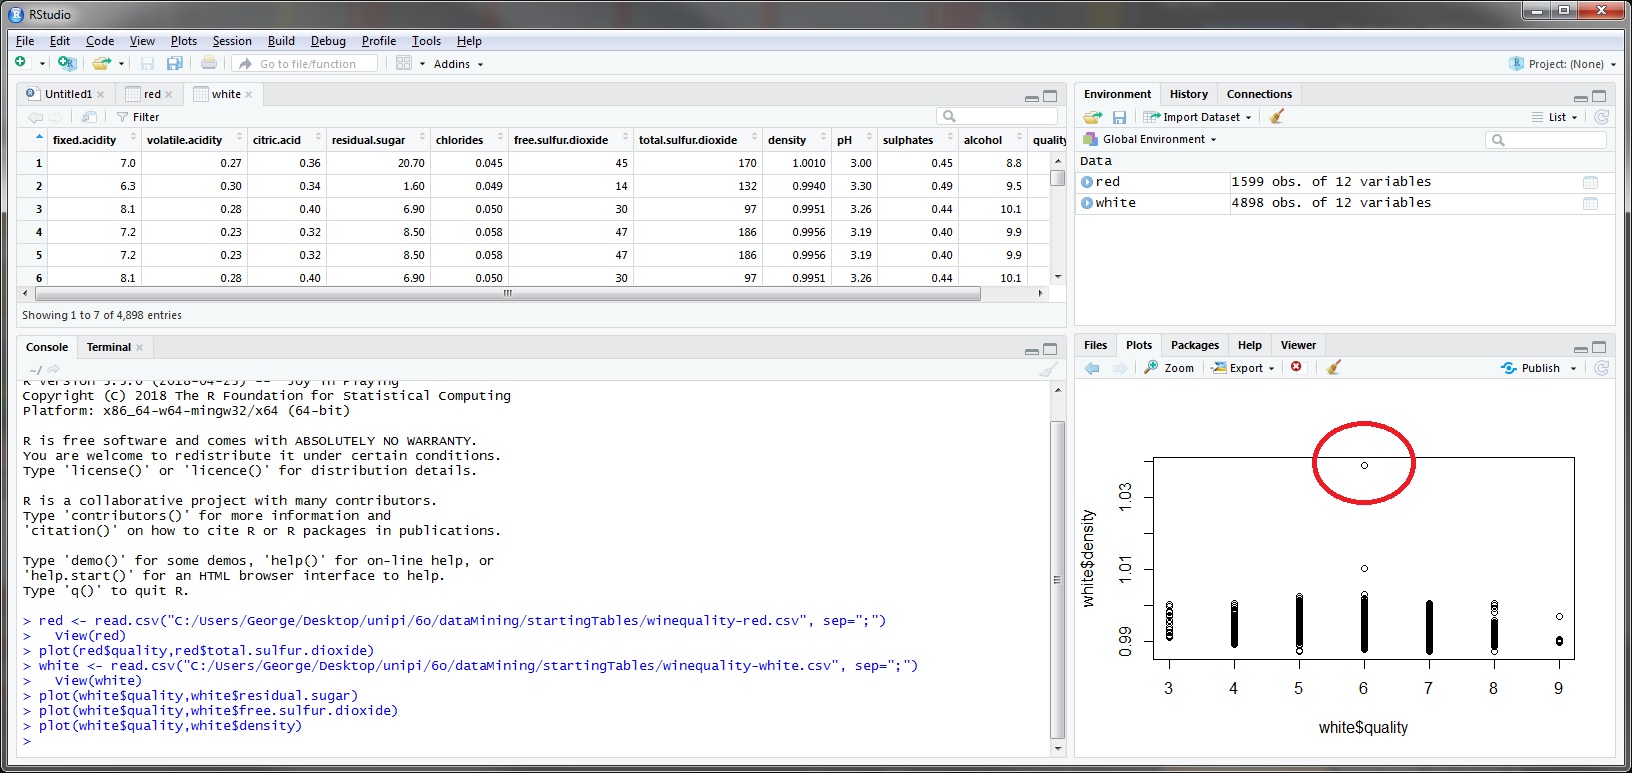 RStudio
File Edit Code View Plots Session Build Debug Profile Tools Help
Go to file/function Addins Project: (None)
Untitled1 red white
Filter
fixed.acidity volatile.acidity citric.acid residual.sugar chlorides free.sulfur.dioxide total.sulfur.dioxide density pH sulphates alcohol quality
1 7.0 0.27 0.36 20.70 0.045 45 170 1.0010 3.00 0.45 8.8
2 6.3 0.30 0.34 1.60 0.049 14 132 0.9940 3.30 0.49 9.5
3 8.1 0.28 0.40 6.90 0.050 30 97 0.9951 3.26 0.44 10.1
4 7.2 0.23 0.32 8.50 0.058 47 186 0.9956 3.19 0.40 9.9
5 7.2 0.23 0.32 8.50 0.058 47 186 0.9956 3.19 0.40 9.9
6 8.1 0.28 0.40 6.90 0.050 30 97 0.9951 3.26 0.44 10.1
Showing 1 to 7 of 4,898 entries
Console Terminal
~/
Copyright (C) 2018 The R Foundation for Statistical Computing
Platform: x86_64-w64-mingw32/x64 (64-bit)
R is free software and comes with ABSOLUTELY NO WARRANTY.
You are welcome to redistribute it under certain conditions.
Type 'license()' or 'licence()' for distribution details.
R is a collaborative project with many contributors.
Type 'contributors()' for more information and
'citation()' on how to cite R or R packages in publications.
Type 'demo()' for some demos, 'help()' for on-line help, or
'help.start()' for an HTML browser interface to help.
Type 'q()' to quit R.
> red <- read.csv("C:/Users/George/Desktop/unipi/6o/dataMining/startingTables/winequality-red.csv", sep=";")
> View(red)
> plot(red$quality,red$total.sulfur.dioxide)
> white <- read.csv("C:/Users/George/Desktop/unipi/6o/dataMining/startingTables/winequality-white.csv", sep=";")
> View(white)
> plot(white$quality,white$residual.sugar)
> plot(white$quality,white$free.sulfur.dioxide)
> plot(white$quality,white$density)
>
Environment History Connections
Import Dataset List
Global Environment
Data
red 1599 obs. of 12 variables
white 4898 obs. of 12 variables
Files Plots Packages Help Viewer
Zoom Export Publish
white$density
1.03
1.01
0.99
3 4 5 6 7 8 9
white$quality